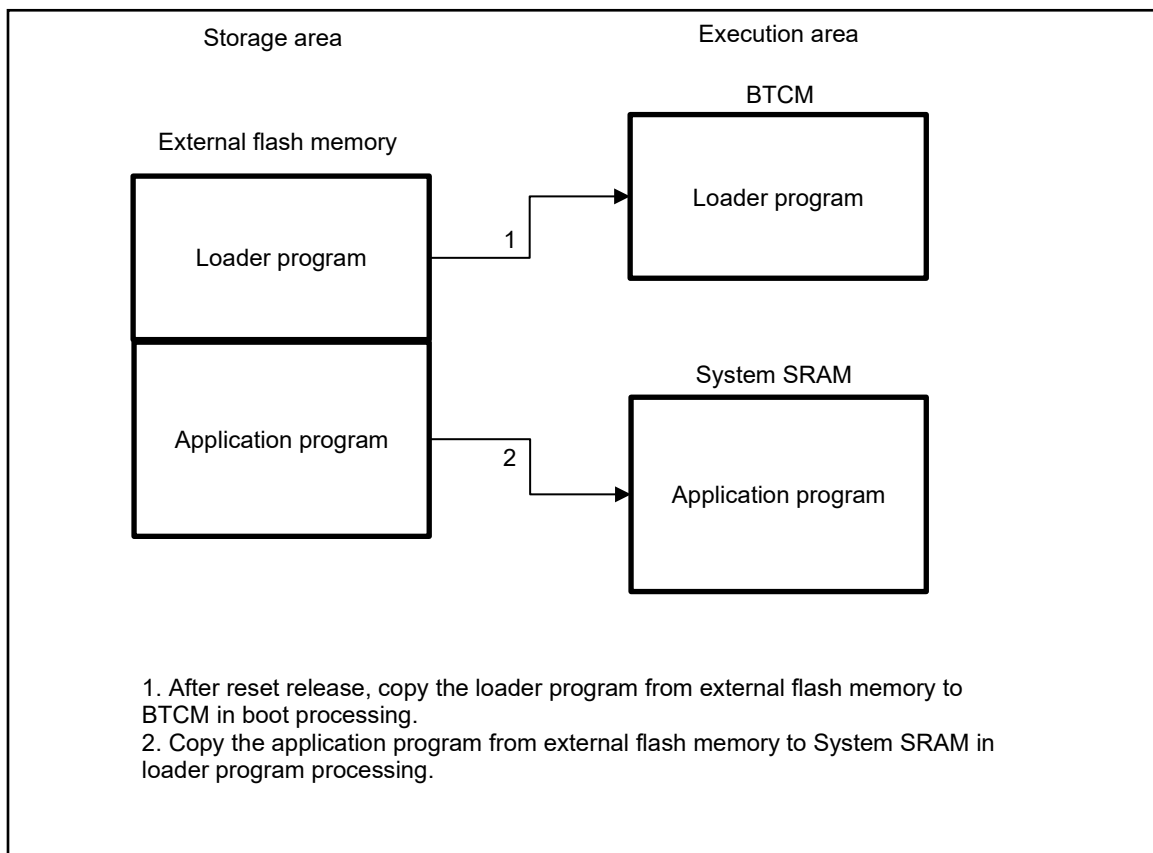 Storage area
Execution area
BTCM
External flash memory
Loader program
Loader program
1
System SRAM
Application program
2
Application program
1. After reset release, copy the loader program from external flash memory to
BTCM in boot processing.
2. Copy the application program from external flash memory to System SRAM in
loader program processing.